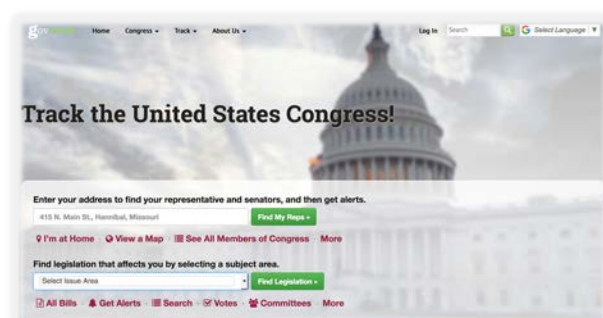 gov
Home Congress Track About Us Log In Search Select Language
Track the United States Congress!
Enter your address to find your representative and senators, and then get alerts.
415 N. Main St., Hannibal, Missouri Find My Reps »
I'm at Home · View a Map · See All Members of Congress · More
Find legislation that affects you by selecting a subject area.
Select Issue Area Find Legislation »
All Bills · Get Alerts · Search · Votes · Committees · More